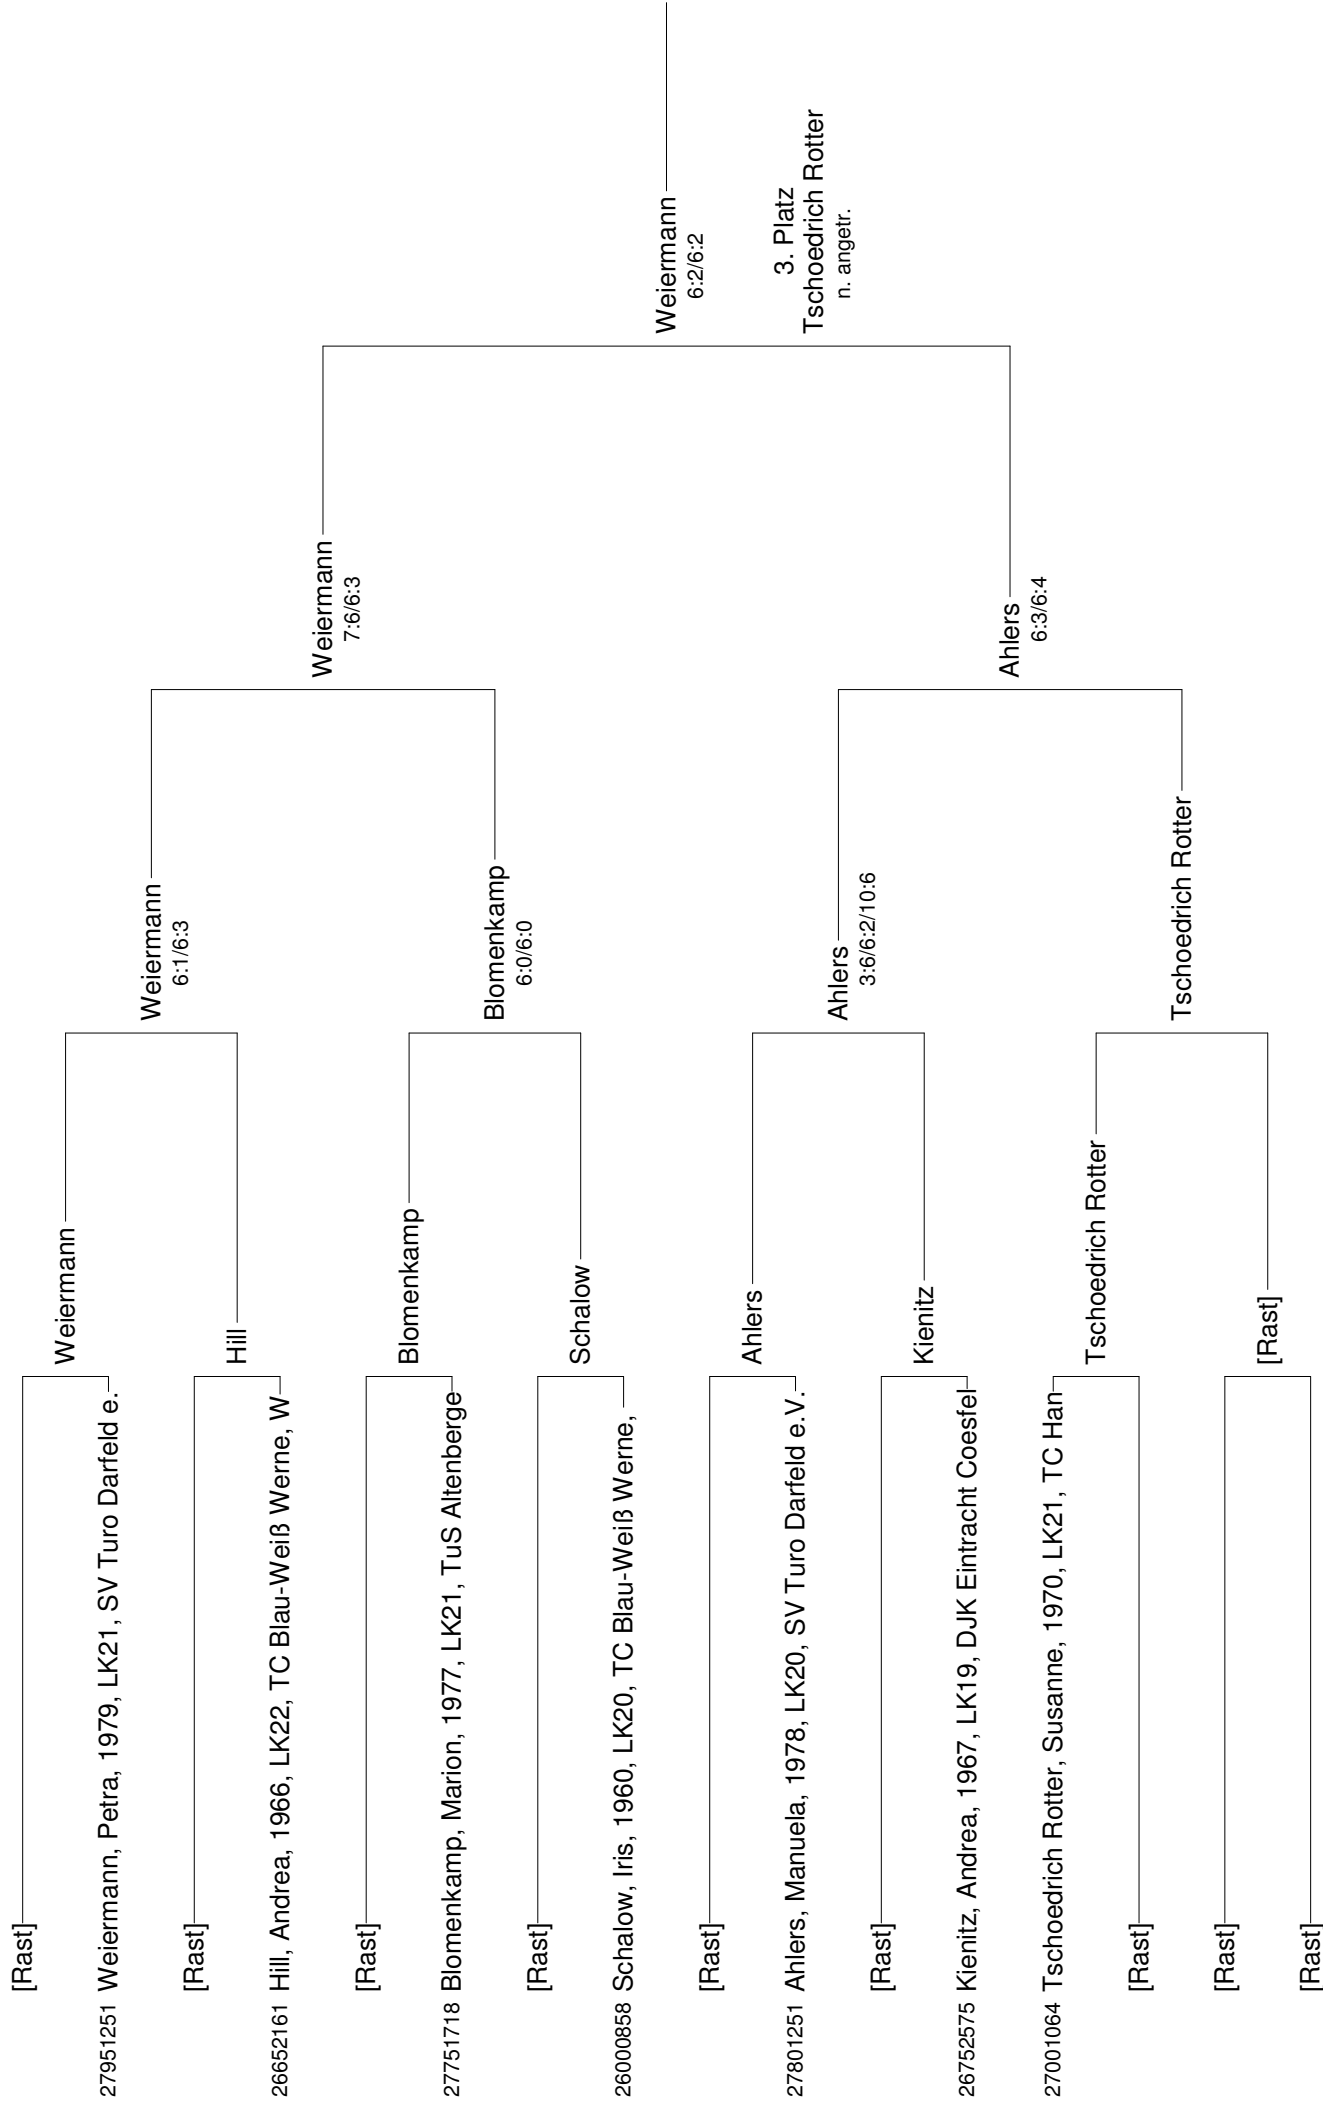 [Rast]
27951251 Weiermann, Petra, 1979, LK21, SV Turo Darfeld e.
[Rast]
26652161 Hill, Andrea, 1966, LK22, TC Blau-Weiß Werne, W
[Rast]
27751718 Blomenkamp, Marion, 1977, LK21, TuS Altenberge
[Rast]
26000858 Schalow, Iris, 1960, LK20, TC Blau-Weiß Werne,
[Rast]
27801251 Ahlers, Manuela, 1978, LK20, SV Turo Darfeld e.V.
[Rast]
26752575 Kienitz, Andrea, 1967, LK19, DJK Eintracht Coesfel
27001064 Tschoedrich Rotter, Susanne, 1970, LK21, TC Han
[Rast]
[Rast]
[Rast]
Weiermann
Hill
Blomenkamp
Schalow
Ahlers
Kienitz
Tschoedrich Rotter
[Rast]
Weiermann
6:1/6:3
Blomenkamp
6:0/6:0
Ahlers
3:6/6:2/10:6
Tschoedrich Rotter
Weiermann
7:6/6:3
Ahlers
6:3/6:4
Weiermann
6:2/6:2
3. Platz
Tschoedrich Rotter
n. angetr.